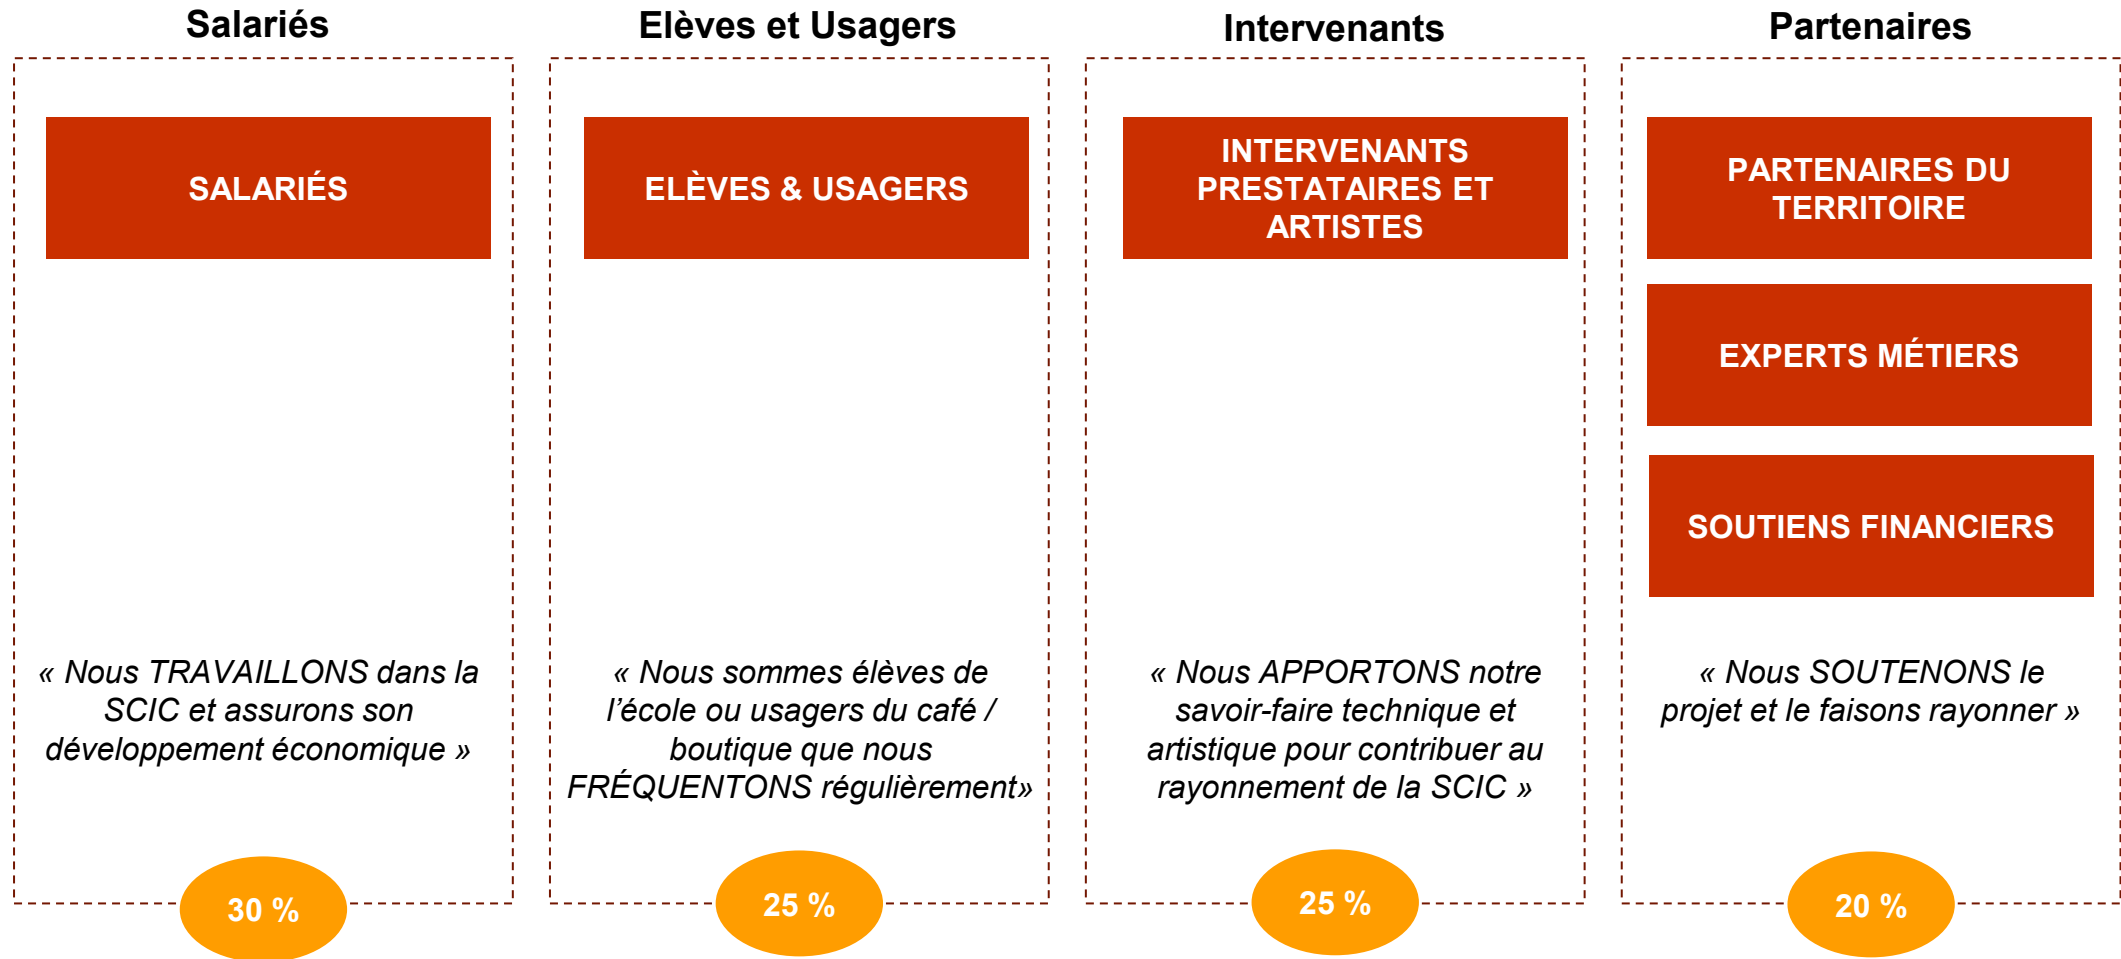 Salariés
SALARIÉS
« Nous TRAVAILLONS dans la
SCIC et assurons son
développement économique »
30 %
Elèves et Usagers
ELÈVES & USAGERS
« Nous sommes élèves de
l’école ou usagers du café /
boutique que nous
FRÉQUENTONS régulièrement»
25 %
Intervenants
INTERVENANTS
PRESTATAIRES ET
ARTISTES
« Nous APPORTONS notre
savoir-faire technique et
artistique pour contribuer au
rayonnement de la SCIC »
25 %
Partenaires
PARTENAIRES DU
TERRITOIRE
EXPERTS MÉTIERS
SOUTIENS FINANCIERS
« Nous SOUTENONS le
projet et le faisons rayonner »
20 %